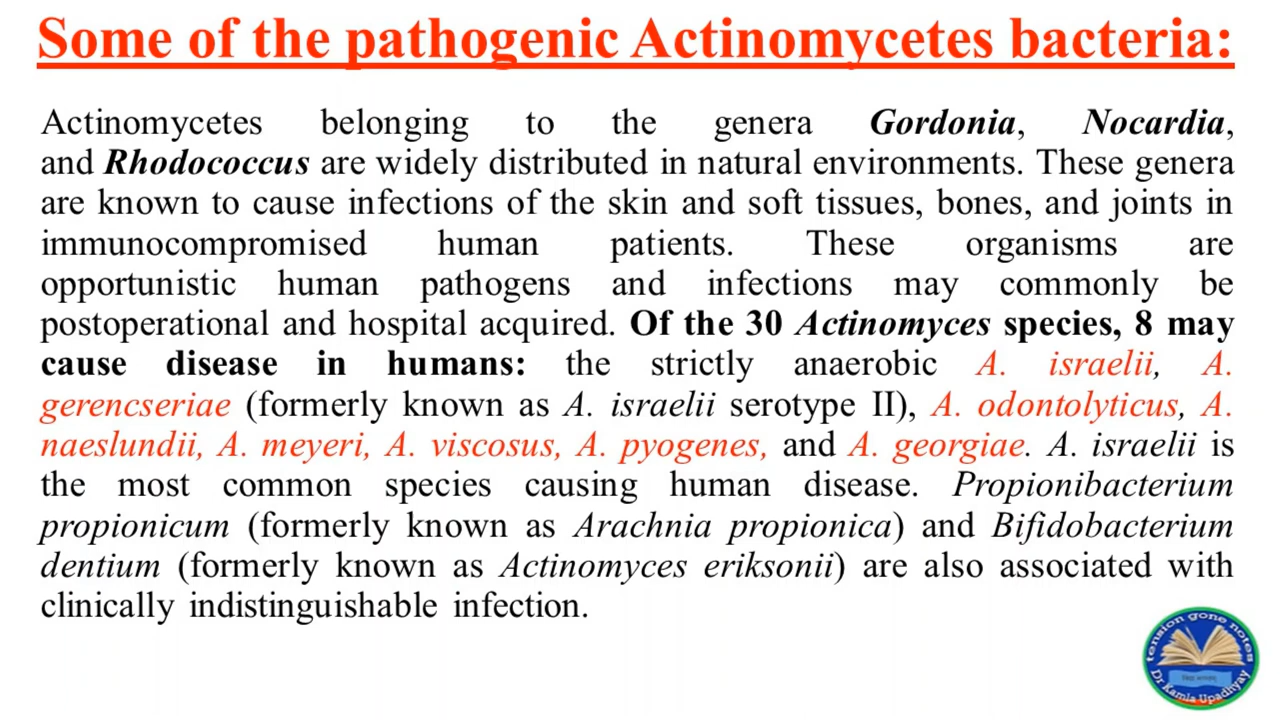 Some of the pathogenic Actinomycetes bacteria:
Actinomycetes belonging to the genera Gordonia, Nocardia,
and Rhodococcus are widely distributed in natural environments. These genera
are known to cause infections of the skin and soft tissues, bones, and joints in
immunocompromised human patients. These organisms are
opportunistic human pathogens and infections may commonly be
postoperational and hospital acquired. Of the 30 Actinomyces species, 8 may
cause disease in humans: the strictly anaerobic A. israelii, A.
gerencseriae (formerly known as A. israelii serotype II), A. odontolyticus, A.
naeslundii, A. meyeri, A. viscosus, A. pyogenes, and A. georgiae. A. israelii is
the most common species causing human disease. Propionibacterium
propionicum (formerly known as Arachnia propionica) and Bifidobacterium
dentium (formerly known as Actinomyces eriksonii) are also associated with
clinically indistinguishable infection.
tension gone notes
Dr Kamla Upadhyay